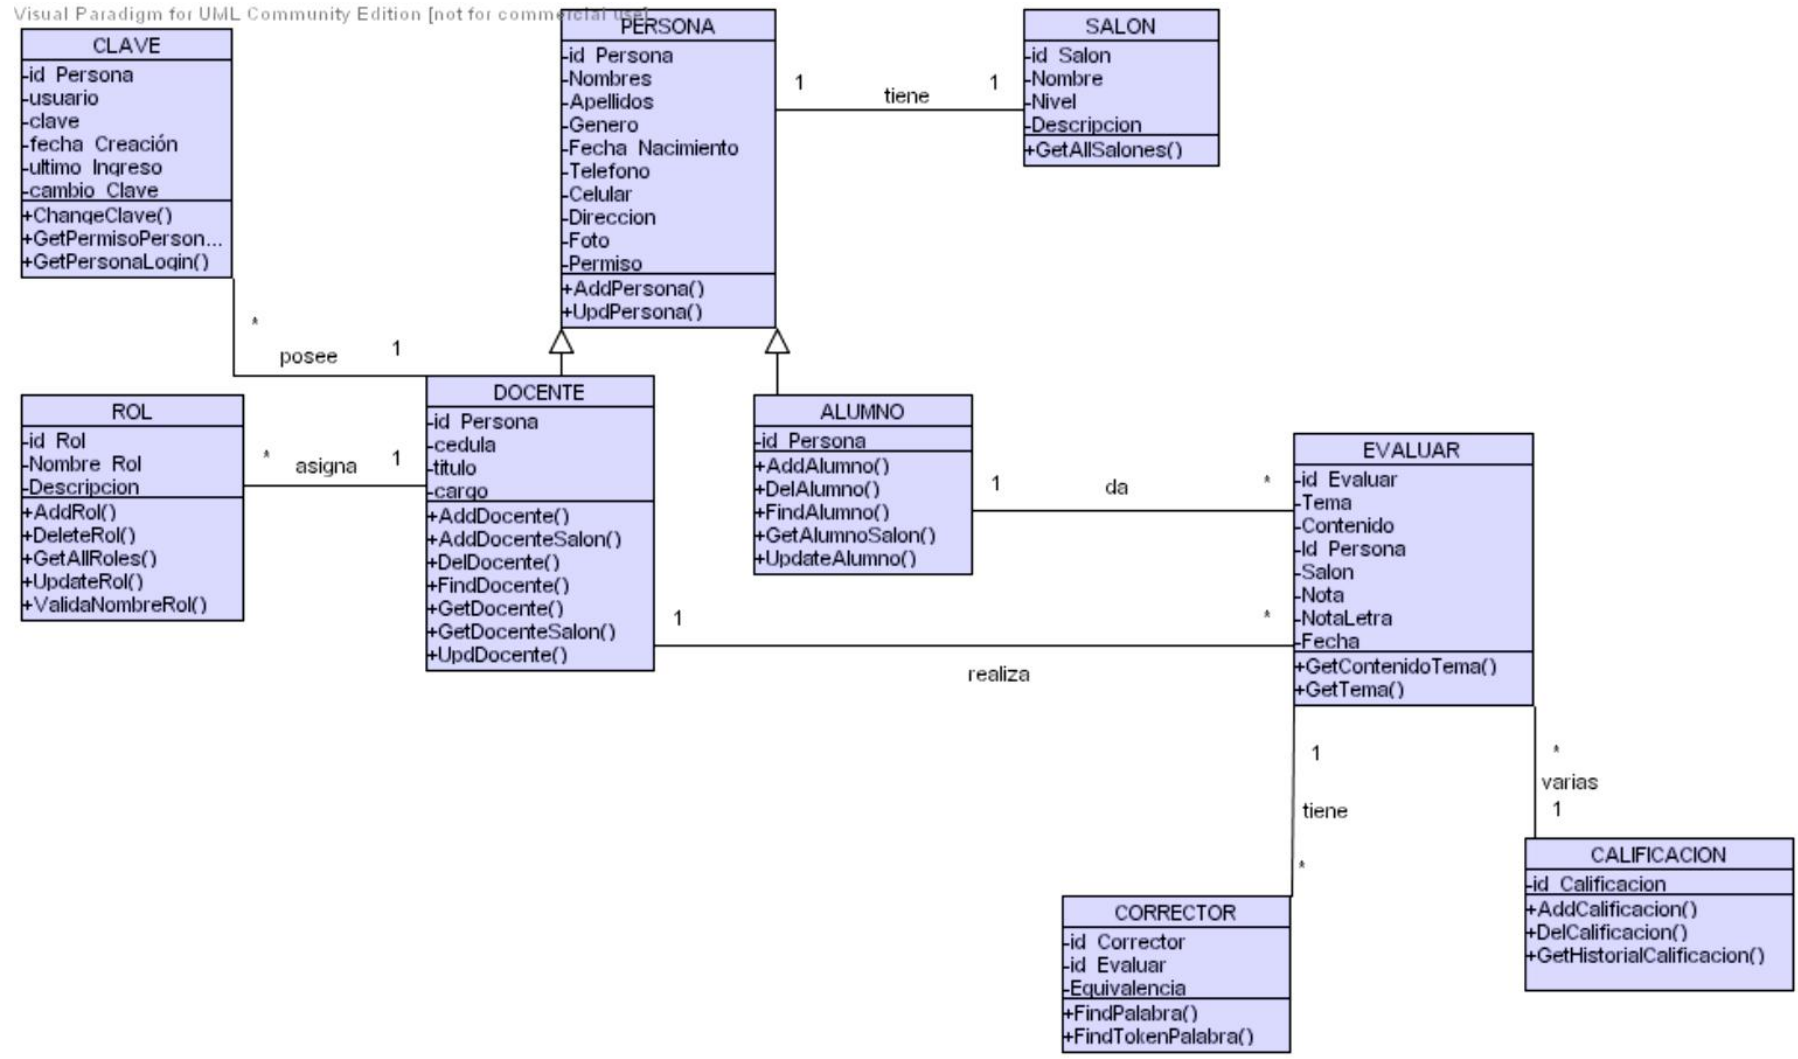 Visual Paradigm for UML Community Edition [not for commercial use]
CLAVE
-id Persona
-usuario
-clave
-fecha Creación
-ultimo Ingreso
-cambio Clave
+ChangeClave()
+GetPermisoPerson...
+GetPersonaLogin()
PERSONA
-id Persona
-Nombres
-Apellidos
-Genero
-Fecha Nacimiento
-Telefono
-Celular
-Direccion
-Foto
-Permiso
+AddPersona()
+UpdPersona()
1
tiene
1
SALON
-id Salon
-Nombre
-Nivel
-Descripcion
+GetAllSalones()
*
posee
1
ROL
-id Rol
-Nombre Rol
-Descripcion
+AddRol()
+DeleteRol()
+GetAllRoles()
+UpdateRol()
+ValidaNombreRol()
*
asigna
1
DOCENTE
-id Persona
-cedula
-titulo
-cargo
+AddDocente()
+AddDocenteSalon()
+DelDocente()
+FindDocente()
+GetDocente()
+GetDocenteSalon()
+UpdDocente()
ALUMNO
-id Persona
+AddAlumno()
+DelAlumno()
+FindAlumno()
+GetAlumnoSalon()
+UpdateAlumno()
1
da
*
1
*
realiza
EVALUAR
-id Evaluar
-Tema
-Contenido
-Id Persona
-Salon
-Nota
-NotaLetra
-Fecha
+GetContenidoTema()
+GetTema()
1
tiene
*
*
varias
1
CORRECTOR
-id Corrector
-id Evaluar
-Equivalencia
+FindPalabra()
+FindTokenPalabra()
CALIFICACION
-id Calificacion
+AddCalificacion()
+DelCalificacion()
+GetHistorialCalificacion()